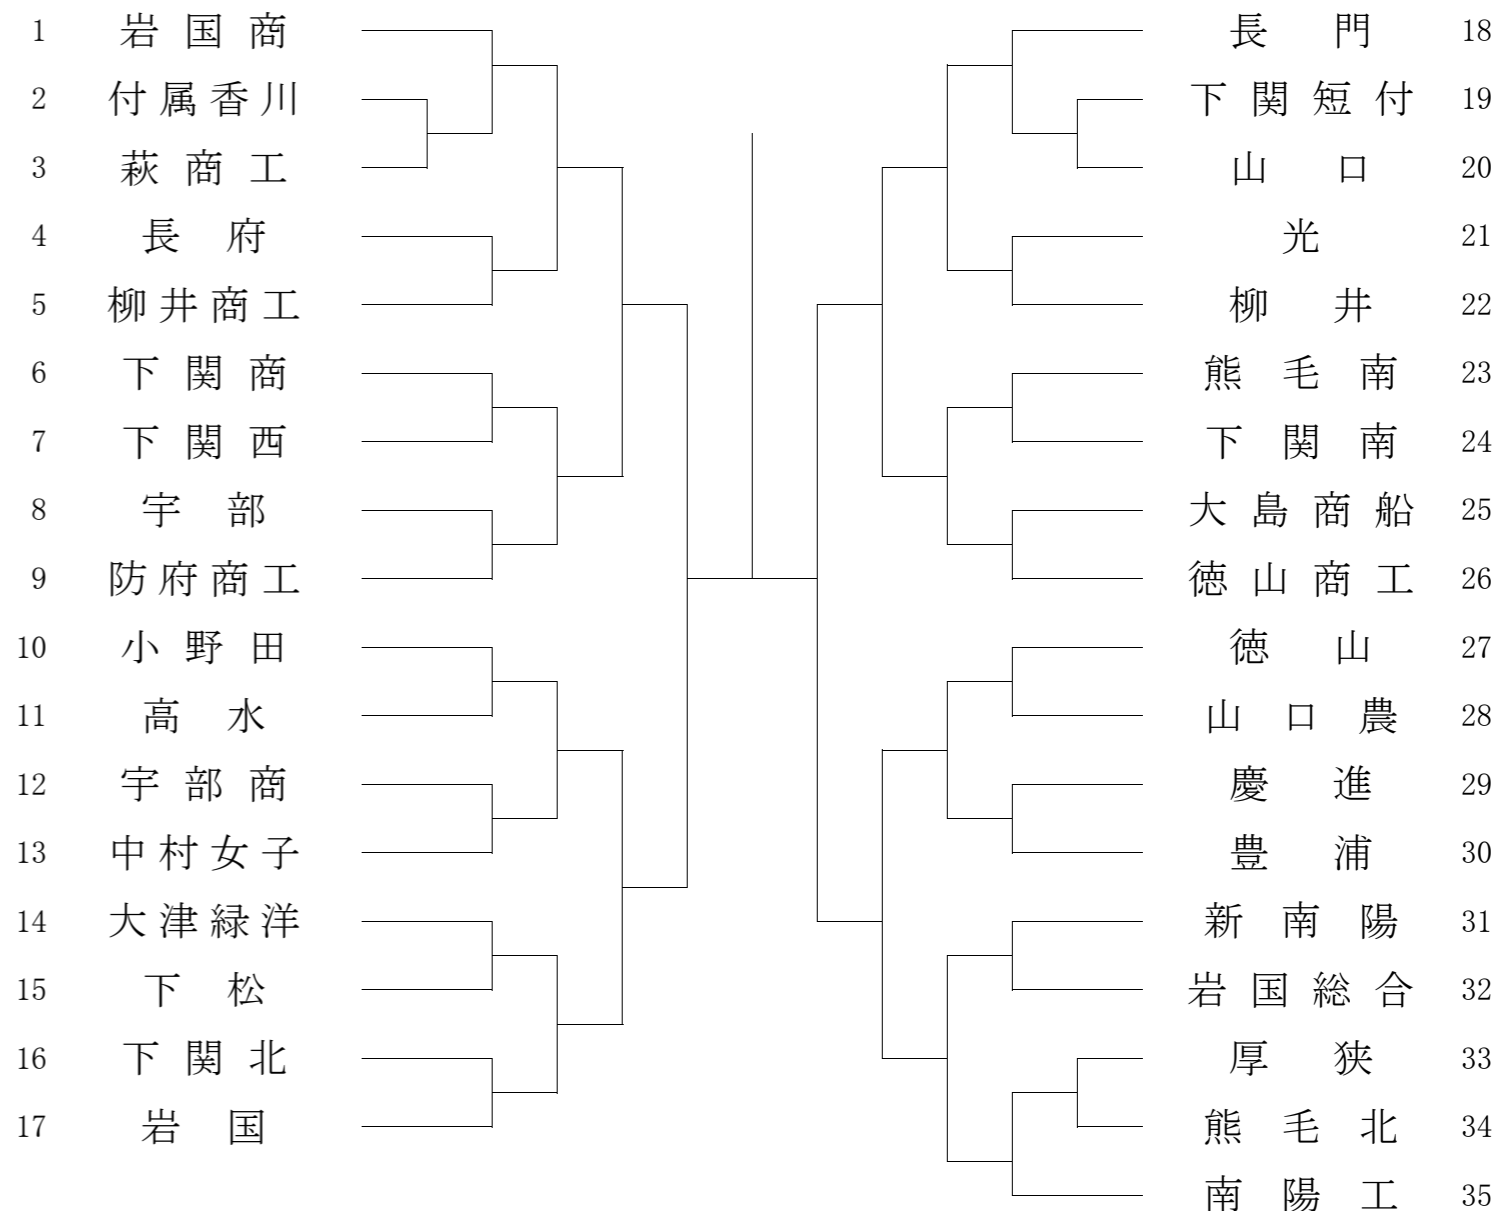 1 岩国商
2 付属香川
3 萩商工
4 長府
5 柳井商工
6 下関商
7 下関西
8 宇部
9 防府商工
10 小野田
11 高水
12 宇部商
13 中村女子
14 大津緑洋
15 下松
16 下関北
17 岩国
長門 18
下関短付 19
山口 20
光 21
柳井 22
熊毛南 23
下関南 24
大島商船 25
徳山商工 26
徳山 27
山口農 28
慶進 29
豊浦 30
新南陽 31
岩国総合 32
厚狭 33
熊毛北 34
南陽工 35